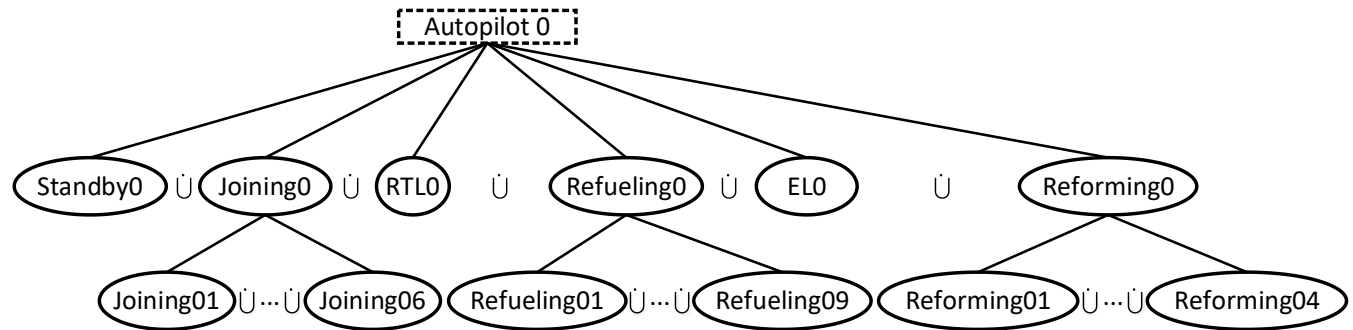 Autopilot 0
Standby0 ∪̇ Joining0 ∪̇ RTL0 ∪̇ Refueling0 ∪̇ EL0 ∪̇ Reforming0
Joining01 ∪̇ ... ∪̇ Joining06 Refueling01 ∪̇ ... ∪̇ Refueling09 Reforming01 ∪̇ ... ∪̇ Reforming04